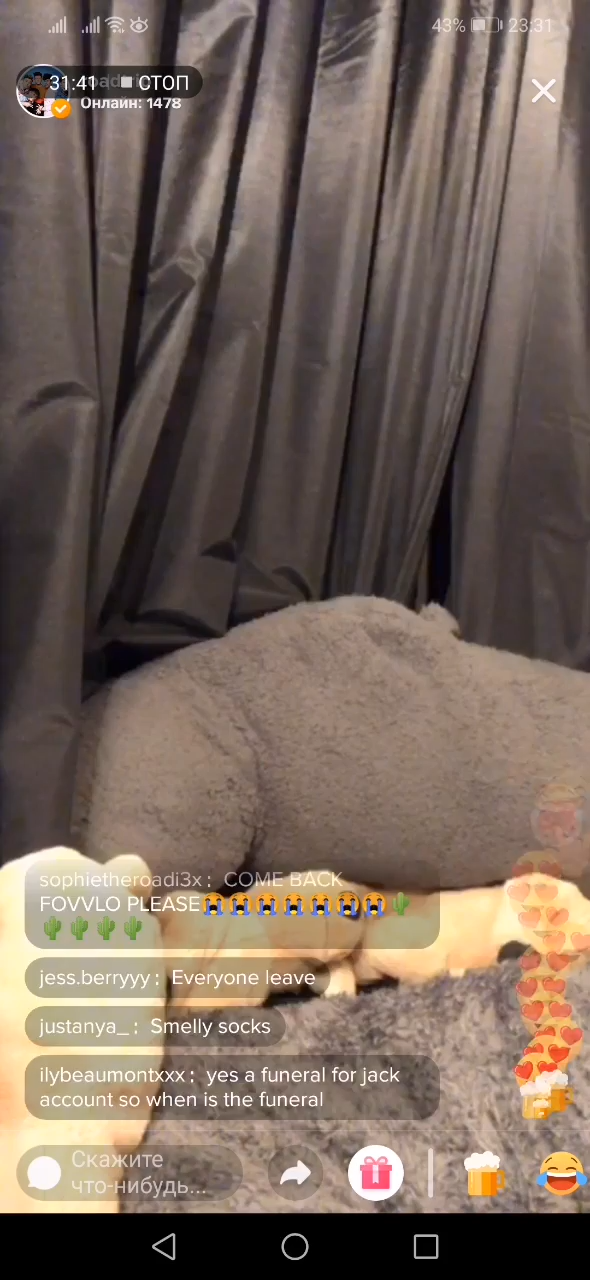 43% 23:31
31:41 СТОП
Онлайн: 1478
sophietheroadi3x : COME BACK
FOVVLO PLEASE😭😭😭😭😭😭😭🌵
🌵🌵🌵🌵
jess.berryyy : Everyone leave
justanya_ : Smelly socks
ilybeaumontxxx : yes a funeral for jack
account so when is the funeral
Скажите
что-нибудь...